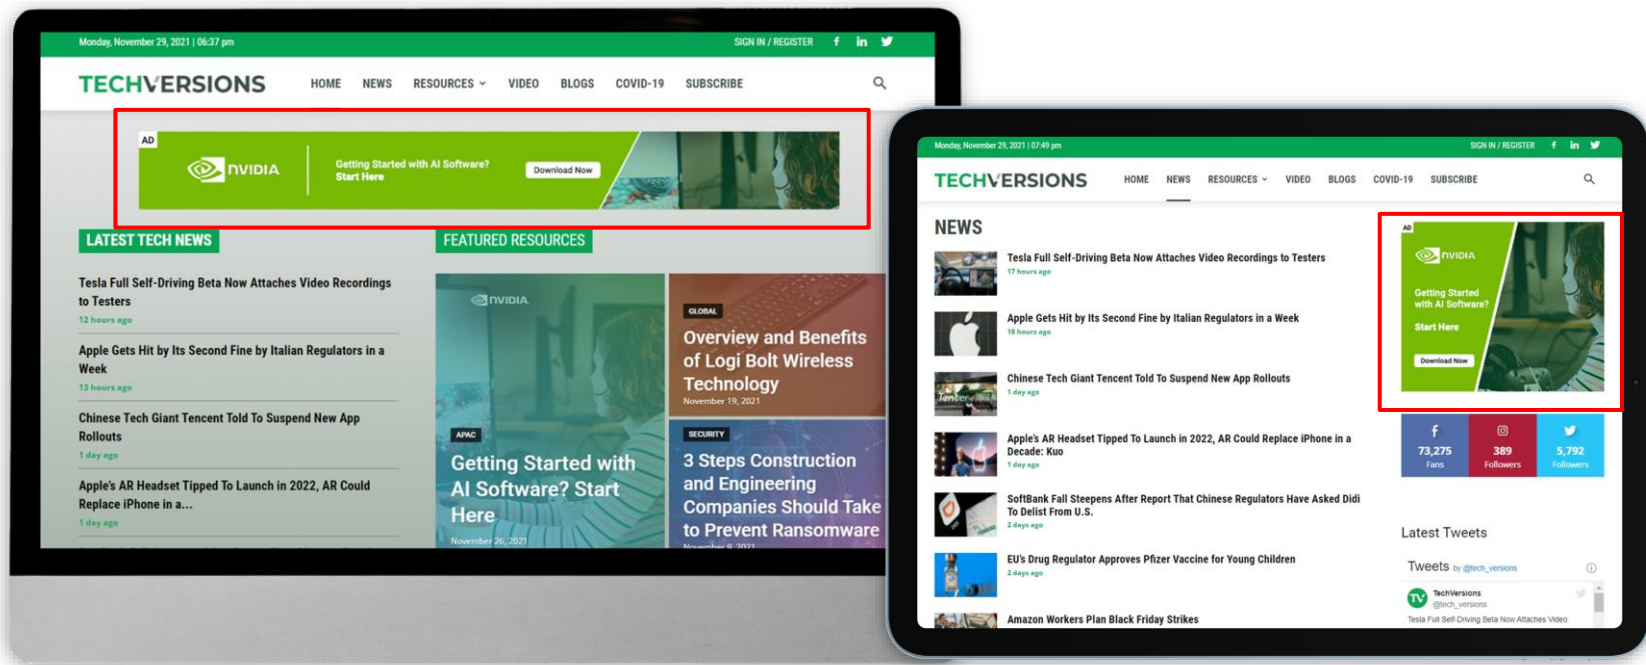 Monday, November 29, 2021 | 06:37 pm
SIGN IN / REGISTER
TECHVERSIONS
HOME NEWS RESOURCES VIDEO BLOGS COVID-19 SUBSCRIBE
AD
NVIDIA
Getting Started with AI Software?
Start Here
Download Now
LATEST TECH NEWS
Tesla Full Self-Driving Beta Now Attaches Video Recordings
to Testers
12 hours ago
Apple Gets Hit by Its Second Fine by Italian Regulators in a
Week
13 hours ago
Chinese Tech Giant Tencent Told To Suspend New App
Rollouts
1 day ago
Apple's AR Headset Tipped To Launch in 2022, AR Could
Replace iPhone in a...
1 day ago
FEATURED RESOURCES
NVIDIA
APAC
Getting Started with
AI Software? Start
Here
November 26, 2021
GLOBAL
Overview and Benefits
of Logi Bolt Wireless
Technology
November 19, 2021
SECURITY
3 Steps Construction
and Engineering
Companies Should Take
to Prevent Ransomware
November 9, 2021
Monday, November 29, 2021 | 07:49 pm
SIGN IN / REGISTER
TECHVERSIONS
HOME NEWS RESOURCES VIDEO BLOGS COVID-19 SUBSCRIBE
NEWS
Tesla Full Self-Driving Beta Now Attaches Video Recordings to Testers
17 hours ago
Apple Gets Hit by Its Second Fine by Italian Regulators in a Week
18 hours ago
Tencent
Chinese Tech Giant Tencent Told To Suspend New App Rollouts
1 day ago
Apple's AR Headset Tipped To Launch in 2022, AR Could Replace iPhone in a
Decade: Kuo
1 day ago
SoftBank Fall Steepens After Report That Chinese Regulators Have Asked Didi
To Delist From U.S.
2 days ago
EU's Drug Regulator Approves Pfizer Vaccine for Young Children
2 days ago
Amazon Workers Plan Black Friday Strikes
AD
NVIDIA
Getting Started
with AI Software?
Start Here
Download Now
73,275
Fans
389
Followers
5,792
Followers
Latest Tweets
Tweets by @tech_versions
TV
TechVersions
@tech_versions
Tesla Full Self-Driving Beta Now Attaches Video